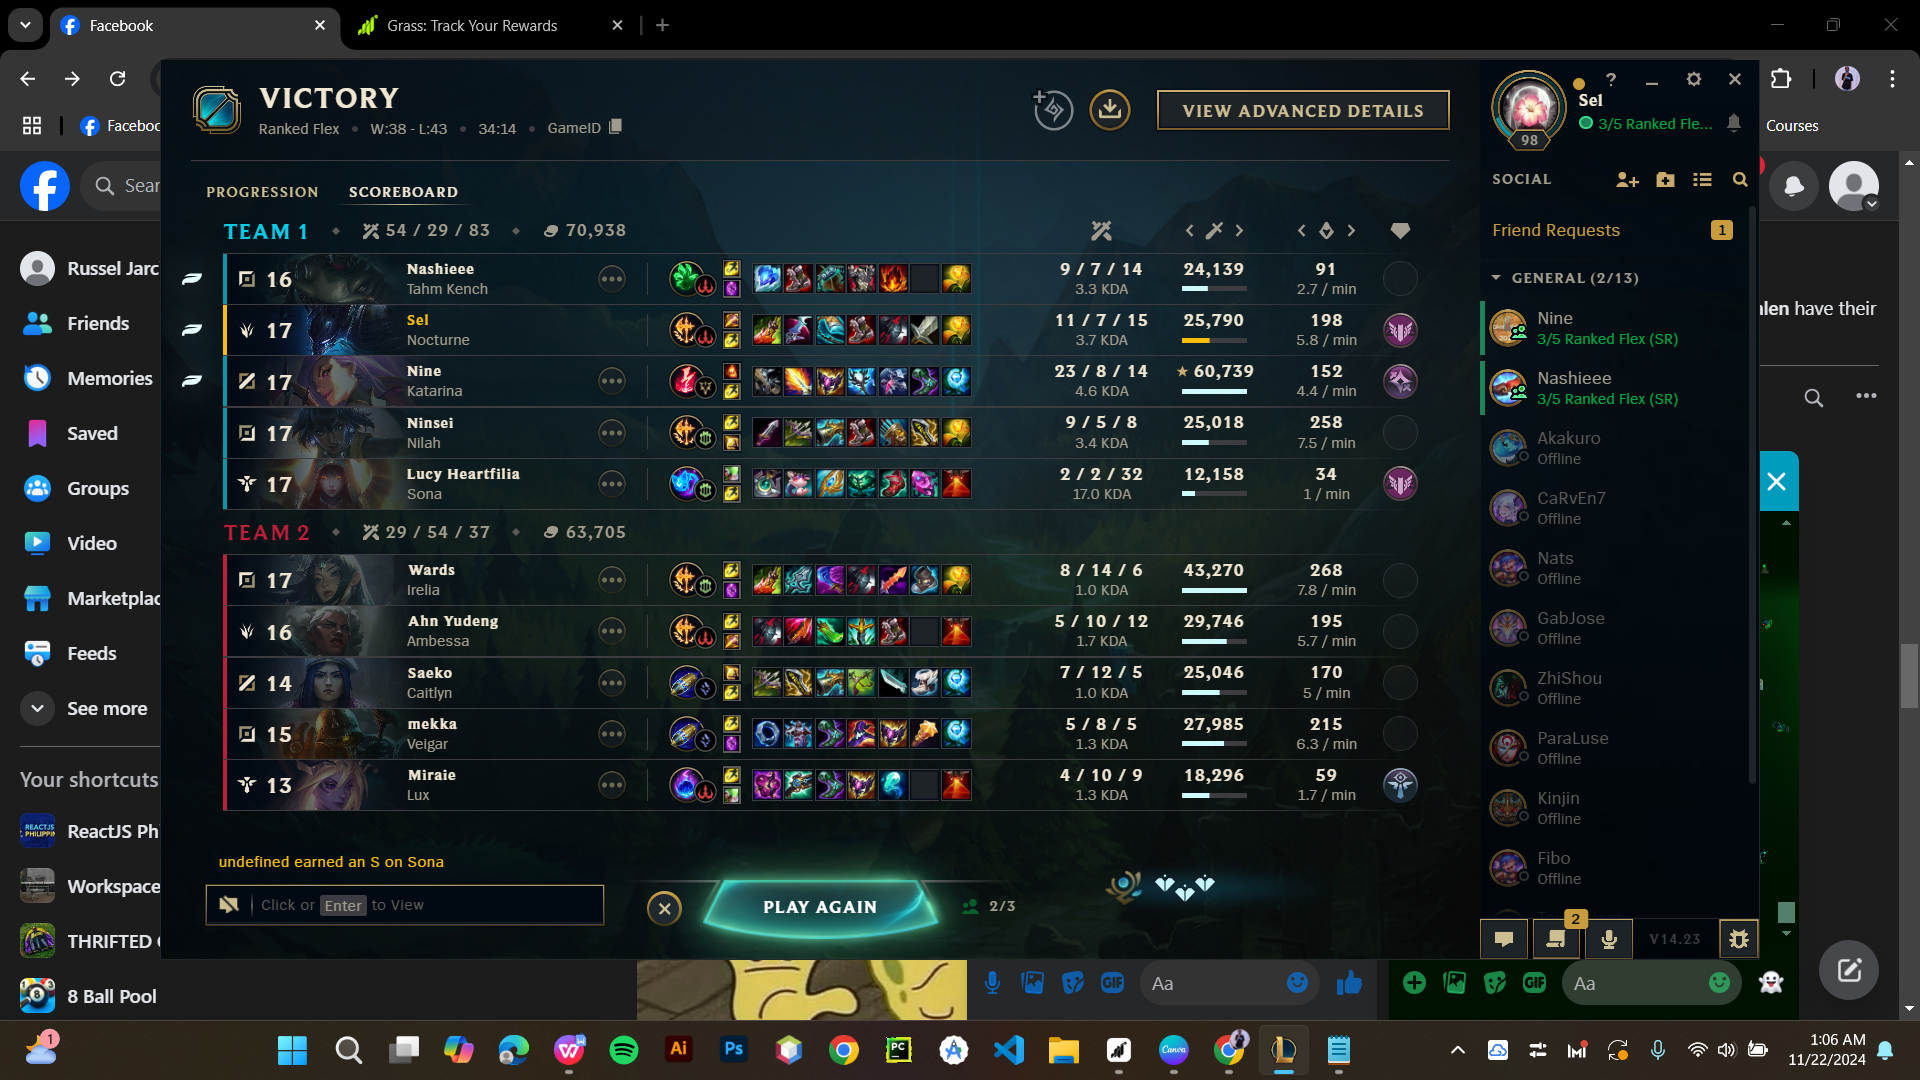 Facebook
Grass: Track Your Rewards
Facebo
Courses
Sear
VICTORY
Ranked Flex • W:38 - L:43 • 34:14 • GameID
VIEW ADVANCED DETAILS
98
Sel
3/5 Ranked Fle...
PROGRESSION
SCOREBOARD
SOCIAL
TEAM 1 54 / 29 / 83 70,938
16 Nashieee 9 / 7 / 14 24,139 91
Tahm Kench 3.3 KDA 2.7 / min
17 Sel 11 / 7 / 15 25,790 198
Nocturne 3.7 KDA 5.8 / min
17 Nine 23 / 8 / 14 60,739 152
Katarina 4.6 KDA 4.4 / min
17 Ninsei 9 / 5 / 8 25,018 258
Nilah 3.4 KDA 7.5 / min
17 Lucy Heartfilia 2 / 2 / 32 12,158 34
Sona 17.0 KDA 1 / min
TEAM 2 29 / 54 / 37 63,705
17 Wards 8 / 14 / 6 43,270 268
Irelia 1.0 KDA 7.8 / min
16 Ahn Yudeng 5 / 10 / 12 29,746 195
Ambessa 1.7 KDA 5.7 / min
14 Saeko 7 / 12 / 5 25,046 170
Caitlyn 1.0 KDA 5 / min
15 mekka 5 / 8 / 5 27,985 215
Veigar 1.3 KDA 6.3 / min
13 Miraie 4 / 10 / 9 18,296 59
Lux 1.3 KDA 1.7 / min
undefined earned an S on Sona
Click or Enter to View
PLAY AGAIN
2/3
Friend Requests 1
GENERAL (2/13)
Nine
3/5 Ranked Flex (SR)
Nashieee
3/5 Ranked Flex (SR)
Akakuro
Offline
CaRvEn7
Offline
Nats
Offline
GabJose
Offline
ZhiShou
Offline
ParaLuse
Offline
Kinjin
Offline
Fibo
Offline
2
V14.23
Russel Jarc
Friends
Memories
Saved
Groups
Video
Marketplac
Feeds
See more
Your shortcuts
REACTJS
PHILIPPIN
ReactJS Ph
Workspace
THRIFTED
8
8 Ball Pool
have their
GIF
Aa
GIF
Aa
1
Ai
Ps
PC
Canva
1:06 AM
11/22/2024